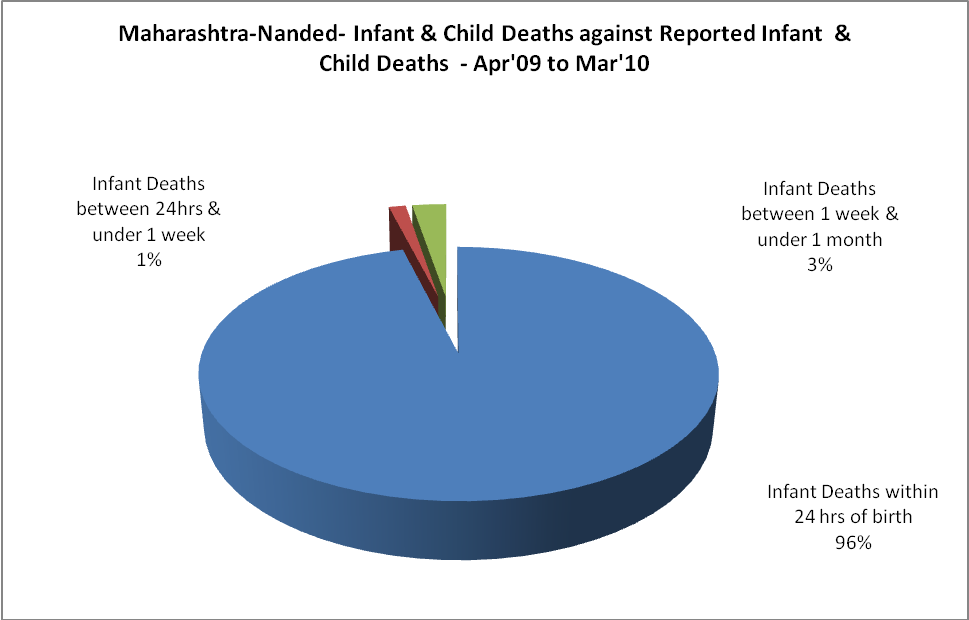 Maharashtra-Nanded- Infant & Child Deaths against Reported Infant &
Child Deaths - Apr'09 to Mar'10
Infant Deaths
between 24hrs &
under 1 week
1%
Infant Deaths
between 1 week &
under 1 month
3%
Infant Deaths within
24 hrs of birth
96%